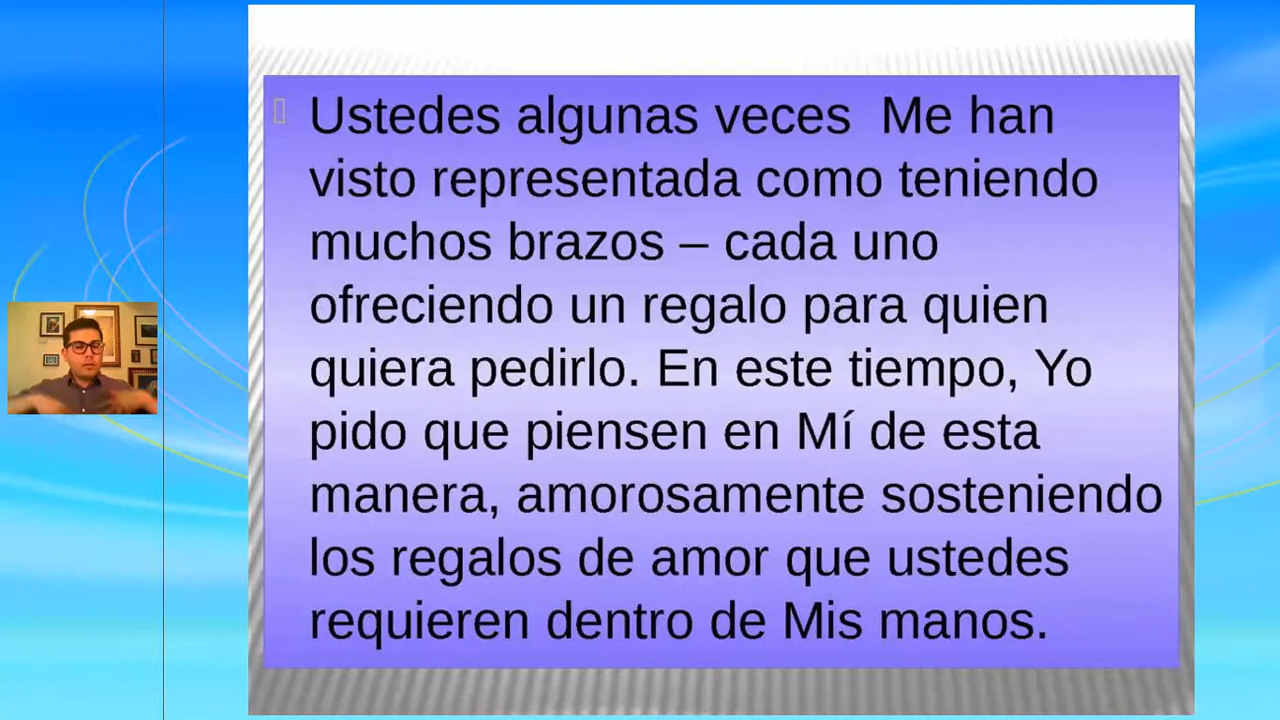 Ustedes algunas veces  Me han
visto representada como teniendo
muchos brazos – cada uno
ofreciendo un regalo para quien
quiera pedirlo. En este tiempo, Yo
pido que piensen en Mí de esta
manera, amorosamente sosteniendo
los regalos de amor que ustedes
requieren dentro de Mis manos.